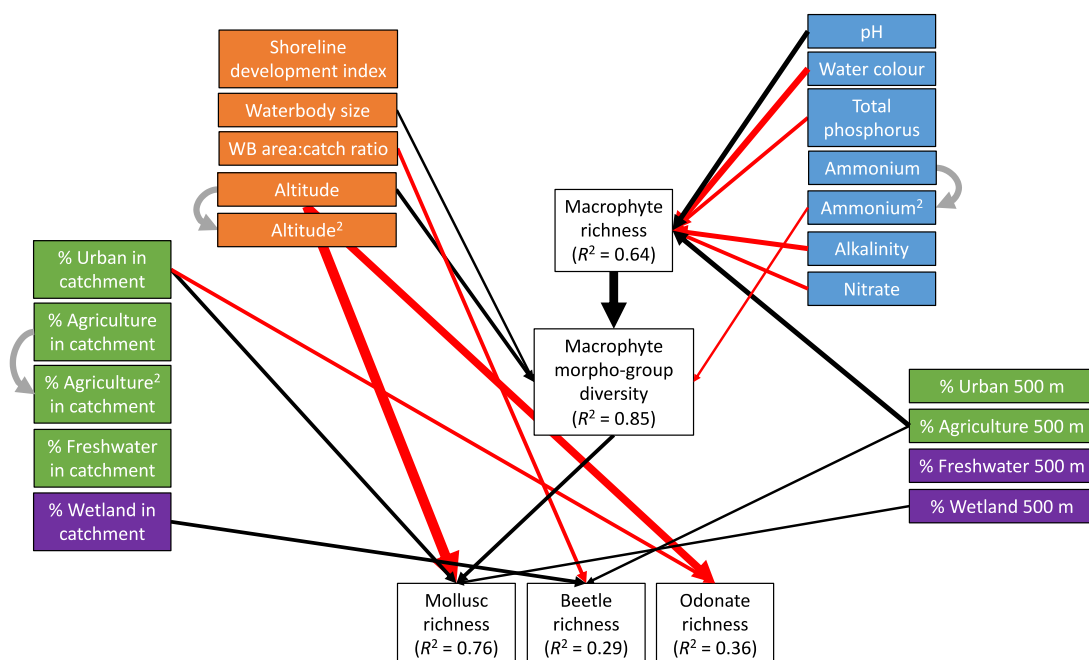 Shoreline
development index
Waterbody size
WB area:catch ratio
Altitude
Altitude²
pH
Water colour
Total
phosphorus
Ammonium
Ammonium²
Alkalinity
Nitrate
Macrophyte
richness
(R² = 0.64)
% Urban in
catchment
% Agriculture
in catchment
% Agriculture²
in catchment
% Freshwater
in catchment
% Wetland in
catchment
Macrophyte
morpho-group
diversity
(R² = 0.85)
% Urban 500 m
% Agriculture 500 m
% Freshwater 500 m
% Wetland 500 m
Mollusc
richness
(R² = 0.76)
Beetle
richness
(R² = 0.29)
Odonate
richness
(R² = 0.36)